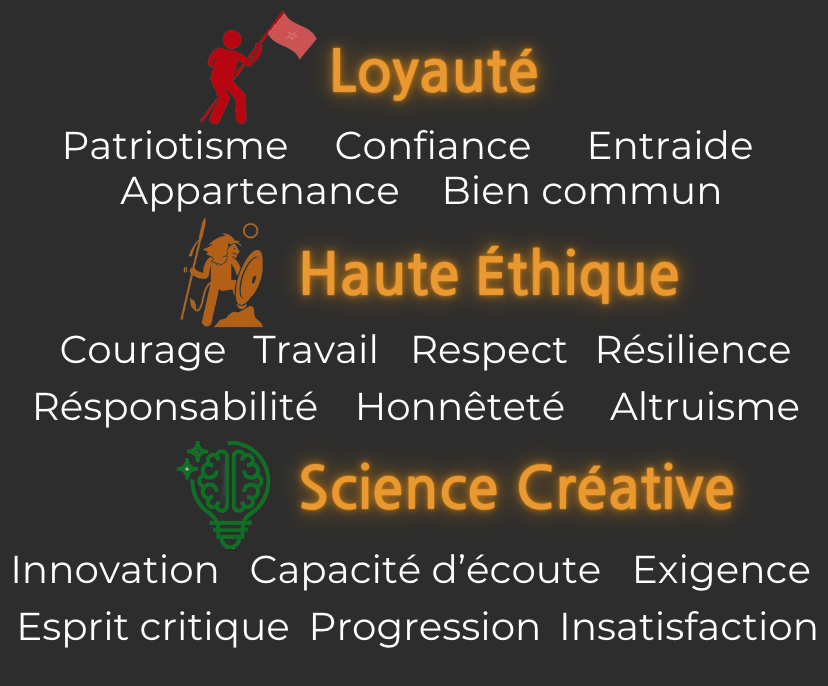 Loyauté
Patriotisme Confiance Entraide
Appartenance Bien commun
Haute Éthique
Courage Travail Respect Résilience
Résponsabilité Honnêteté Altruisme
Science Créative
Innovation Capacité d’écoute Exigence
Esprit critique Progression Insatisfaction